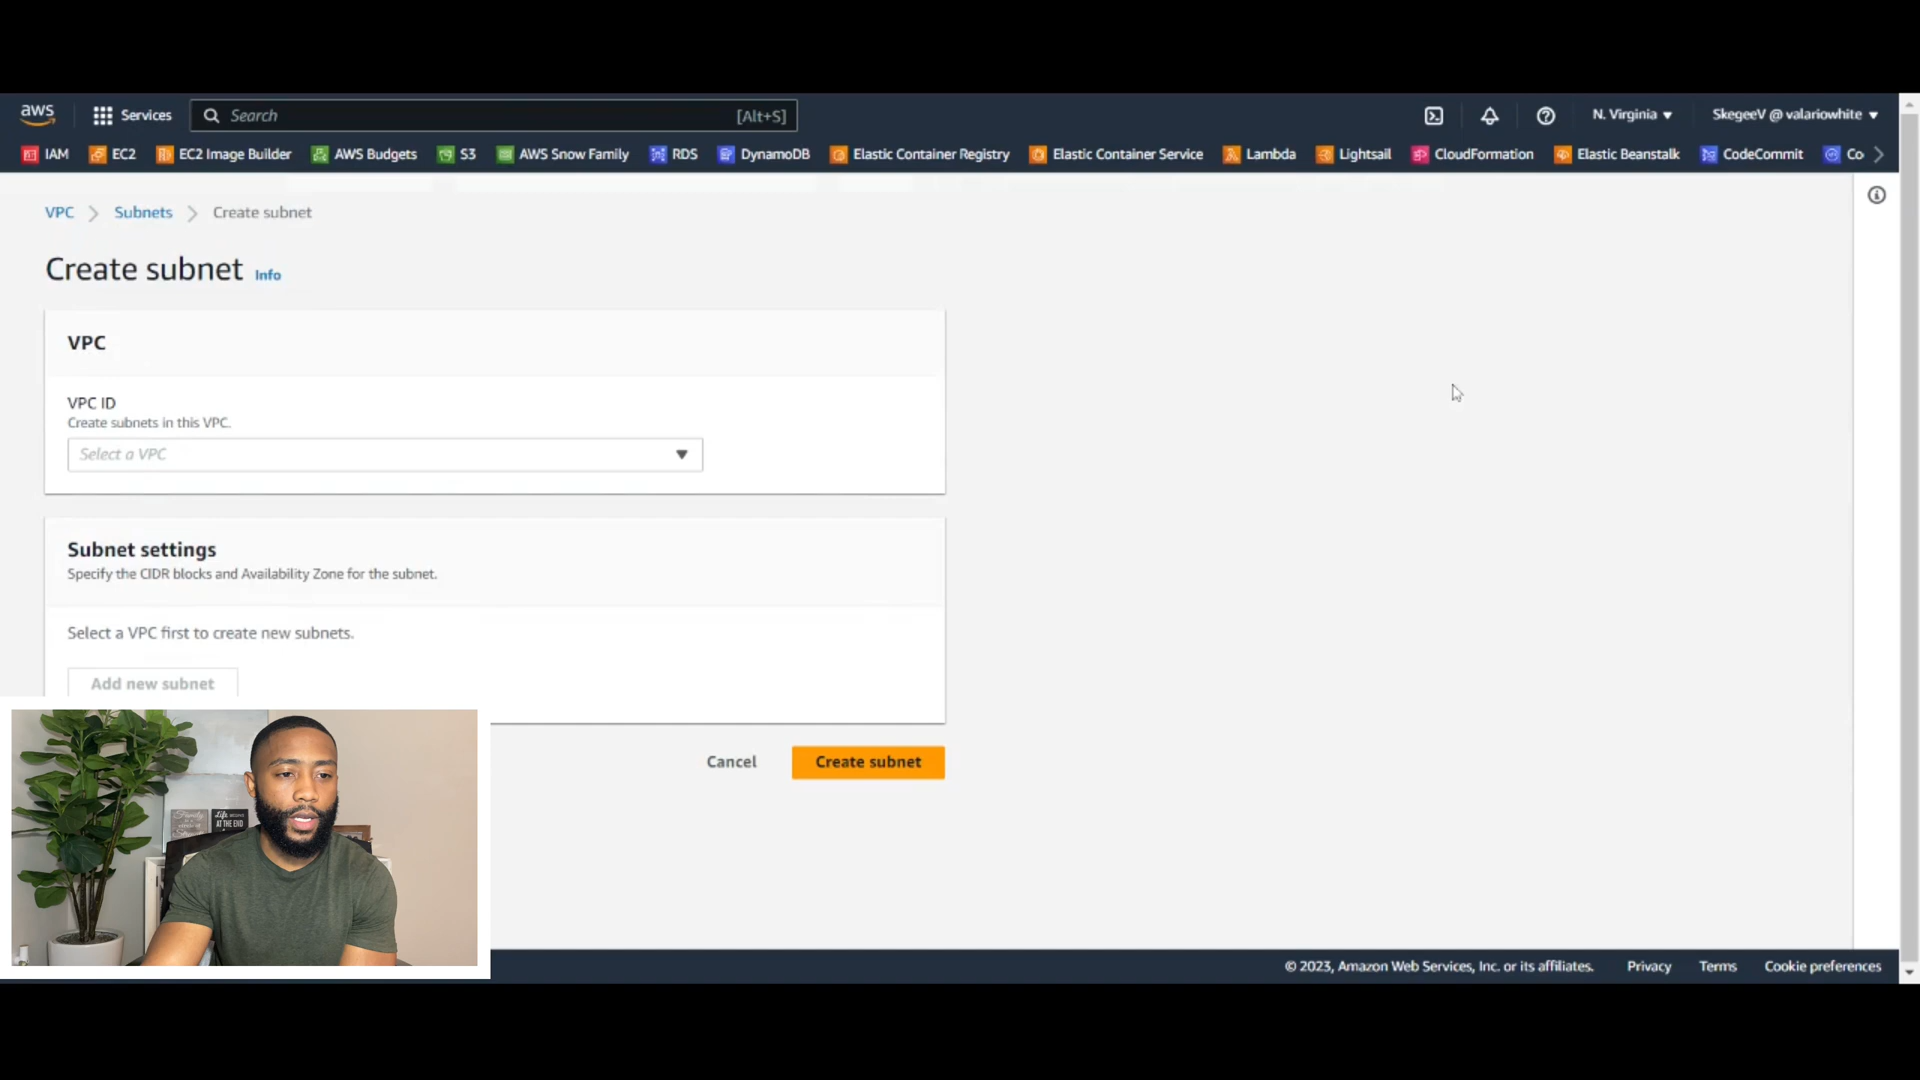 aws
Services
Search
[Alt+S]
N. Virginia
SkegeeV @ valariowhite
IAM
EC2
EC2 Image Builder
AWS Budgets
S3
AWS Snow Family
RDS
DynamoDB
Elastic Container Registry
Elastic Container Service
Lambda
Lightsail
CloudFormation
Elastic Beanstalk
CodeCommit
Co
VPC
Subnets
Create subnet
Create subnet Info
VPC
VPC ID
Create subnets in this VPC.
Select a VPC
Subnet settings
Specify the CIDR blocks and Availability Zone for the subnet.
Select a VPC first to create new subnets.
Add new subnet
Cancel
Create subnet
AT THE END
© 2023, Amazon Web Services, Inc. or its affiliates.
Privacy
Terms
Cookie preferences